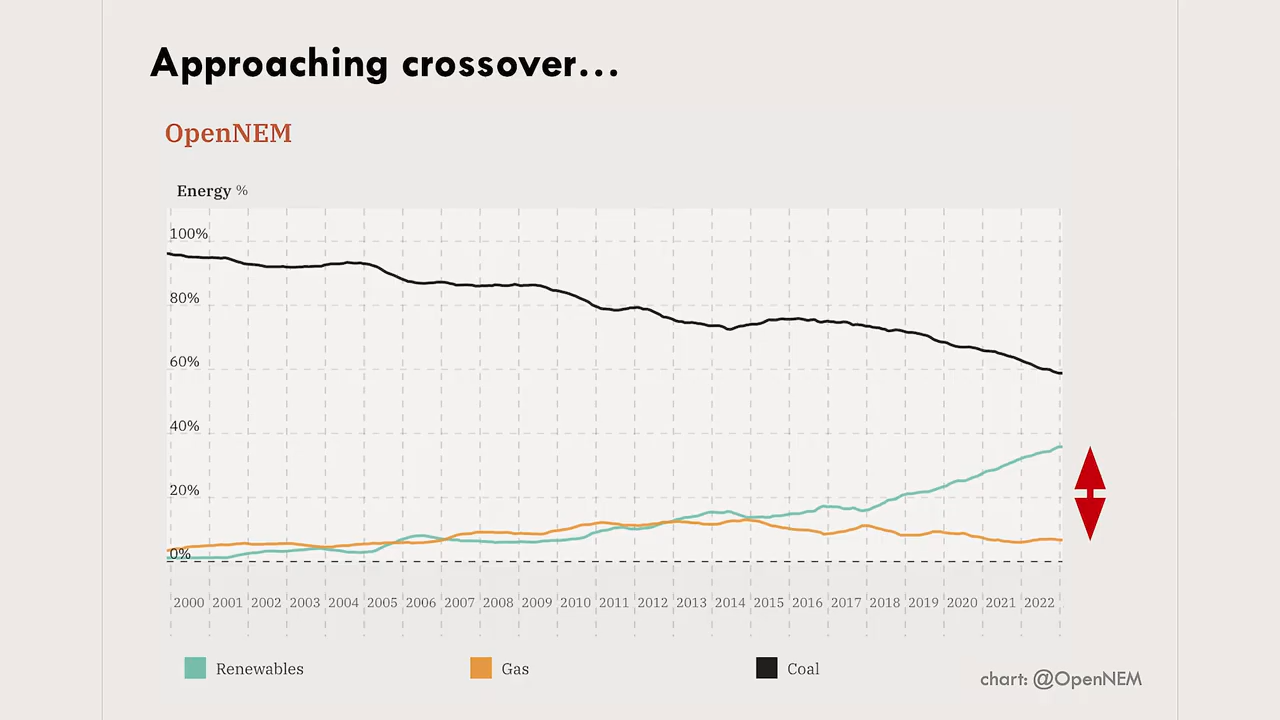 Approaching crossover...
OpenNEM
Energy %
100%
80%
60%
40%
20%
0%
2000 2001 2002 2003 2004 2005 2006 2007 2008 2009 2010 2011 2012 2013 2014 2015 2016 2017 2018 2019 2020 2021 2022
Renewables Gas Coal
chart: @OpenNEM